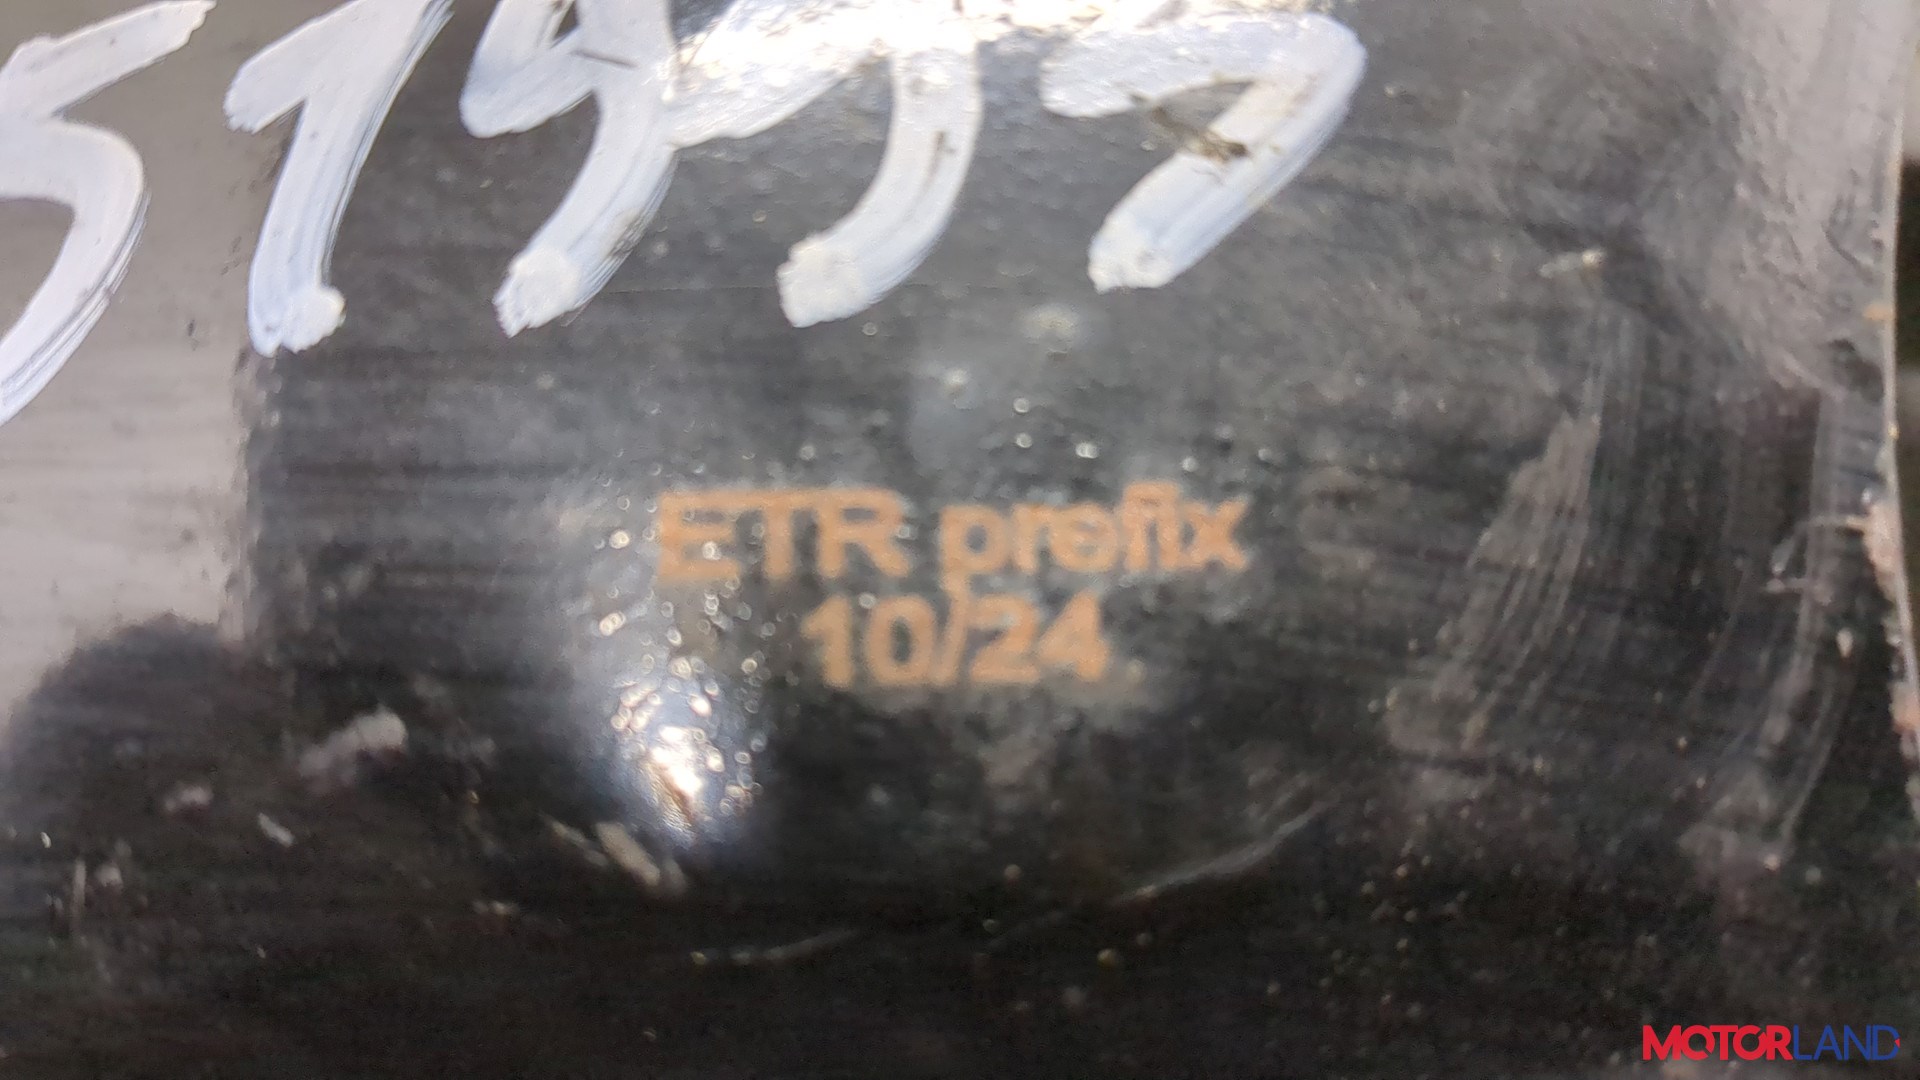 ETR prefix
10/24
MOTORLAND